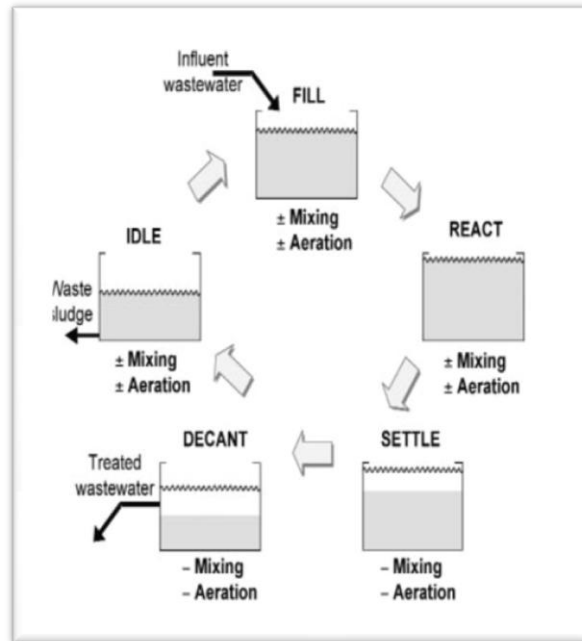 Influent
wastewater
FILL
± Mixing
± Aeration
REACT
± Mixing
± Aeration
SETTLE
– Mixing
– Aeration
DECANT
Treated
wastewater
– Mixing
– Aeration
IDLE
Waste
sludge
± Mixing
± Aeration